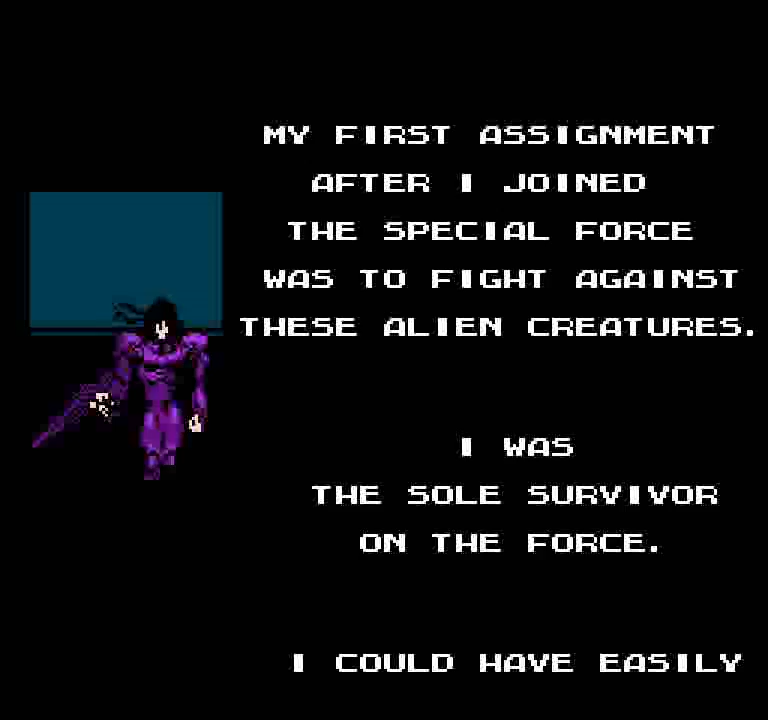 MY FIRST ASSIGNMENT
AFTER I JOINED
THE SPECIAL FORCE
WAS TO FIGHT AGAINST
THESE ALIEN CREATURES.
I WAS
THE SOLE SURVIVOR
ON THE FORCE.
I COULD HAVE EASILY